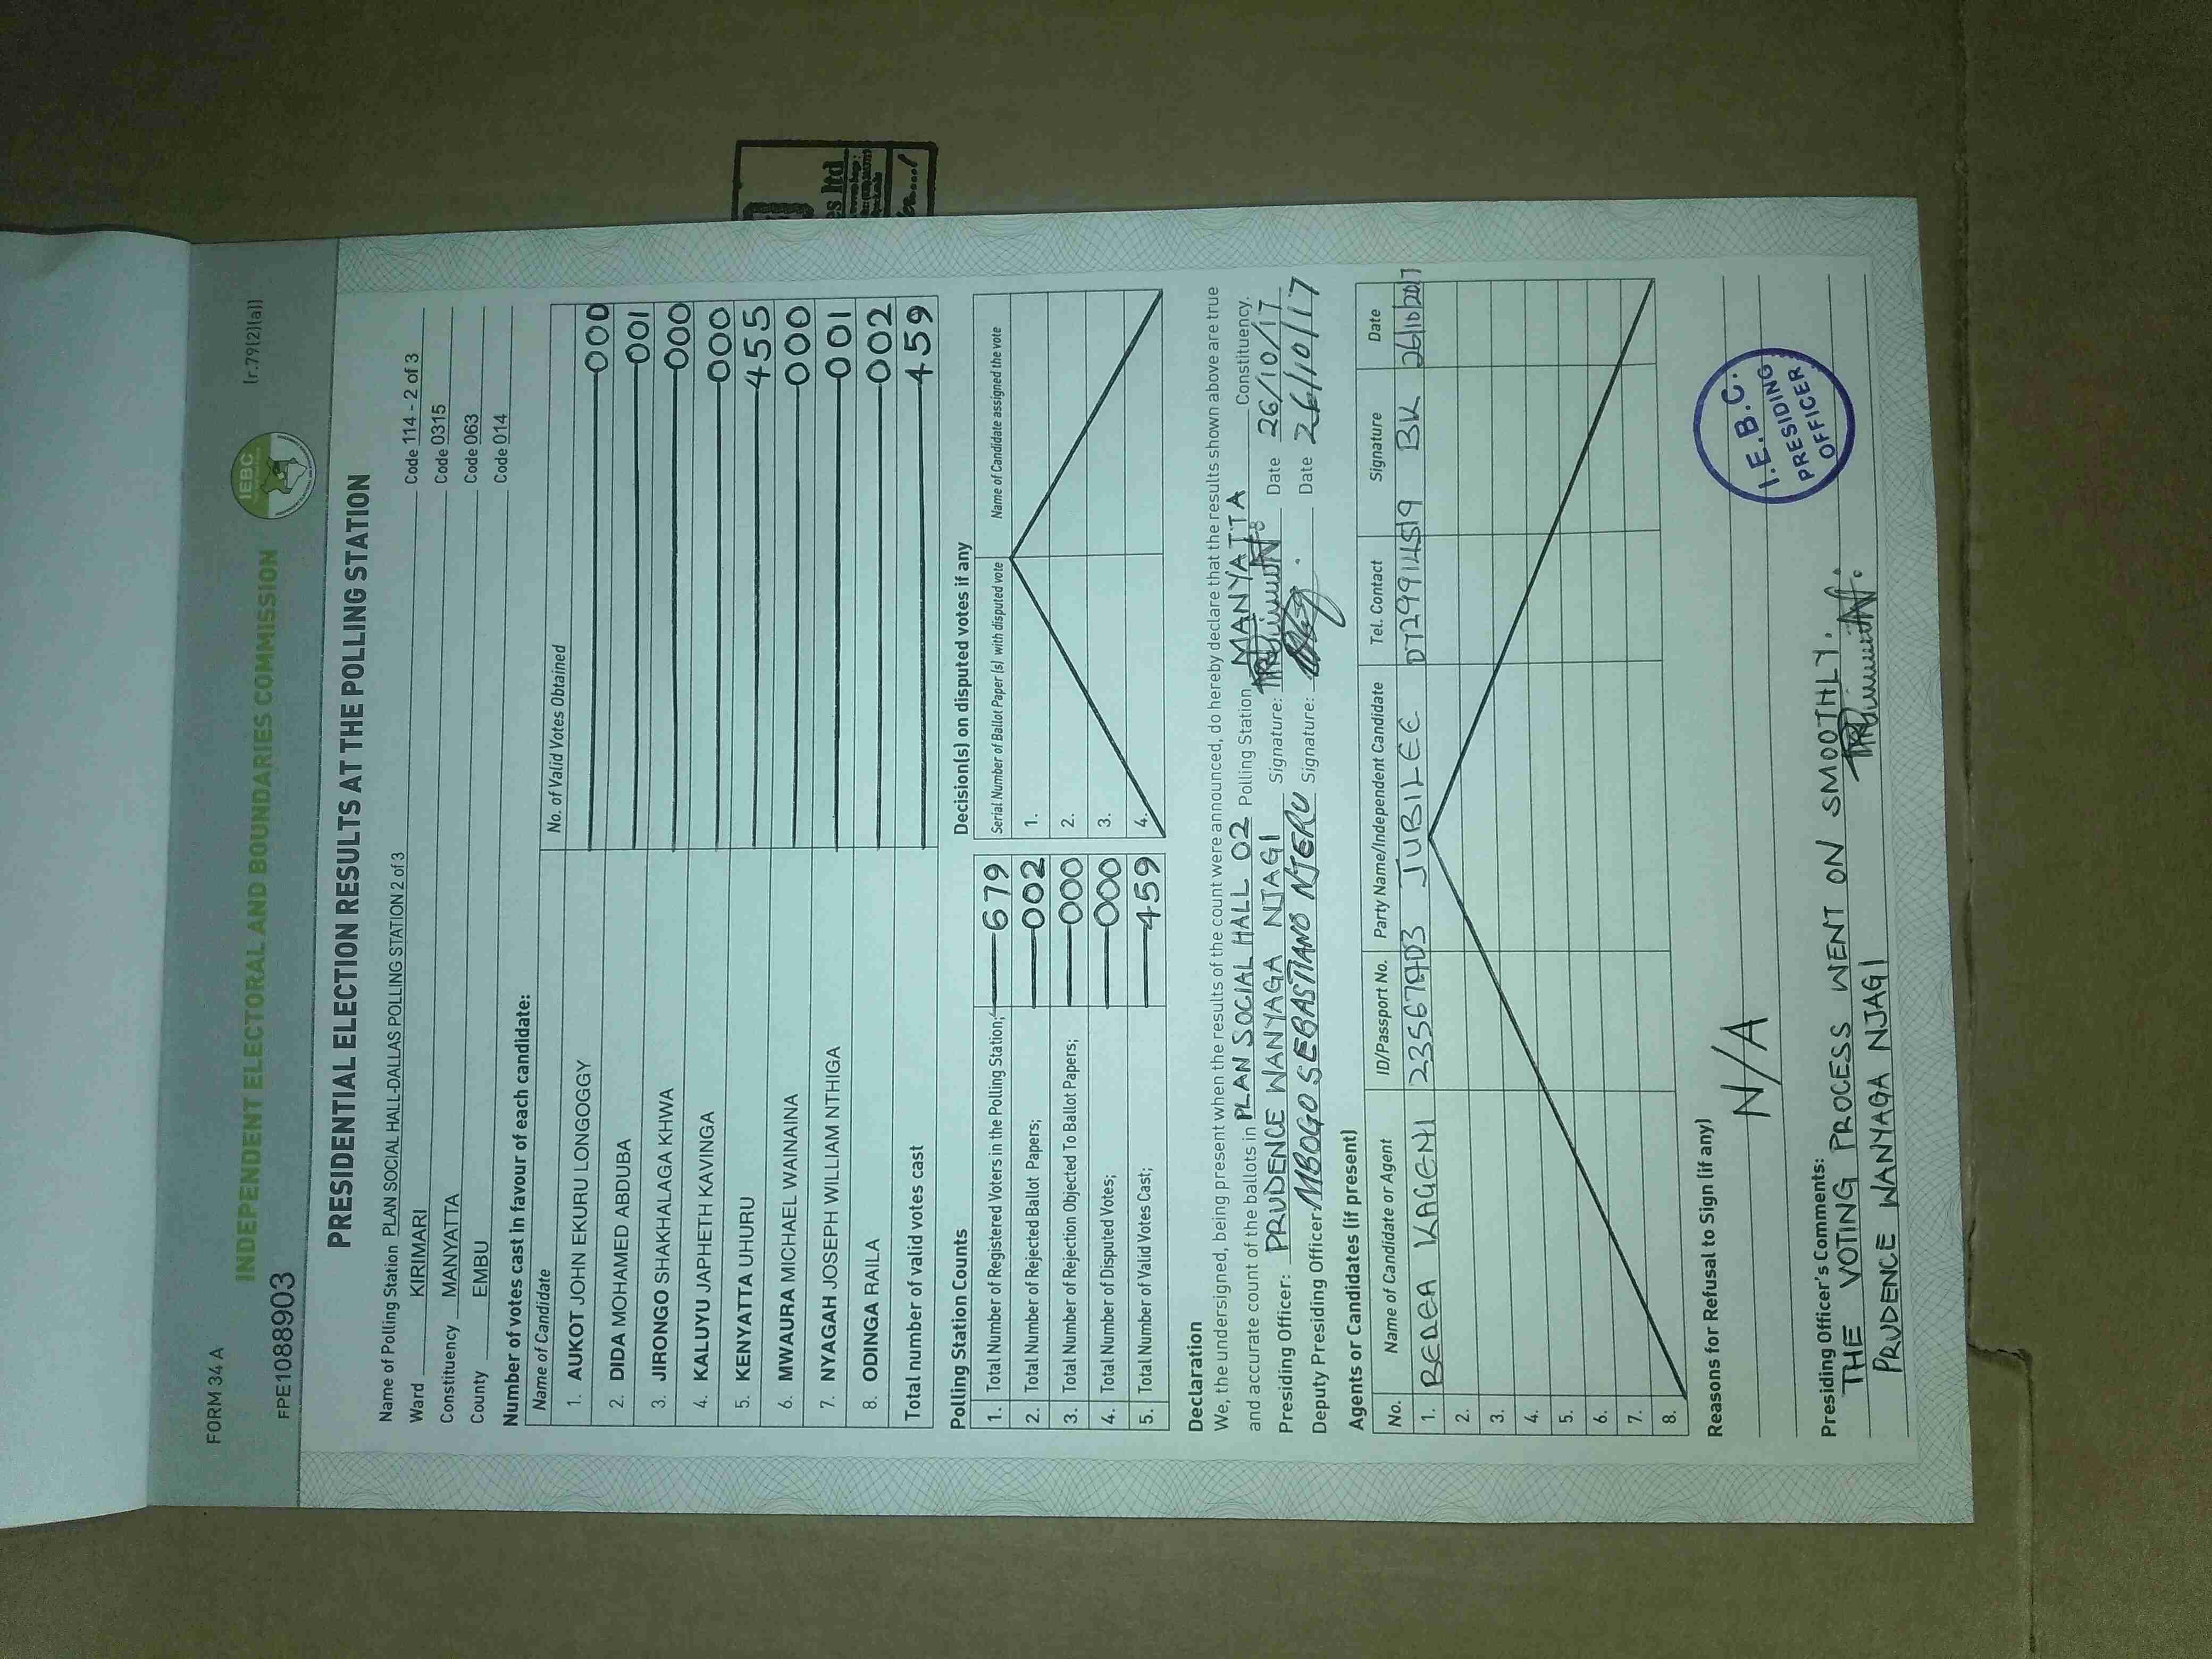 FORM 34 A
(r.79(2)(a))
IEBC
INDEPENDENT ELECTORAL AND BOUNDARIES COMMISSION
FPE1088903
PRESIDENTIAL ELECTION RESULTS AT THE POLLING STATION
Name of Polling Station PLAN SOCIAL HALL-DALLAS POLLING STATION 2 of 3 Code 114 - 2 of 3
Ward KIRIMARI Code 0315
Constituency MANYATTA Code 063
County EMBU Code 014
Number of votes cast in favour of each candidate:
Name of Candidate No. of Valid Votes Obtained
1. AUKOT JOHN EKURU LONGOGGY 000
2. DIDA MOHAMED ABDUBA 001
3. JIRONGO SHAKHALAGA KHWA 000
4. KALUYU JAPHETH KAVINGA 000
5. KENYATTA UHURU 455
6. MWAURA MICHAEL WAINAINA 000
7. NYAGAH JOSEPH WILLIAM NTHIGA 001
8. ODINGA RAILA 002
Total number of valid votes cast 459
Polling Station Counts
1. Total Number of Registered Voters in the Polling Station; 679
2. Total Number of Rejected Ballot Papers; 002
3. Total Number of Rejection Objected To Ballot Papers; 000
4. Total Number of Disputed Votes; 000
5. Total Number of Valid Votes Cast; 459
Decision(s) on disputed votes if any
Serial Number of Ballot Paper (s) with disputed vote Name of Candidate assigned the vote
1.
2.
3.
4.
Declaration
We, the undersigned, being present when the results of the count were announced, do hereby declare that the results shown above are true
and accurate count of the ballots in PLAN SOCIAL HALL 02 Polling Station MANYATTA Constituency.
Presiding Officer: PRUDENCE WANYAGA NJAGI Signature: Date 26/10/17
Deputy Presiding Officer MBOGO SEBASTIANO NJERU Signature: Date 26/10/17
Agents or Candidates (if present)
No. Name of Candidate or Agent ID/Passport No. Party Name/Independent Candidate Tel. Contact Signature Date
1. JUBILEE BK 26/10/2017
2.
3.
4.
5.
6.
7.
8.
Reasons for Refusal to Sign (if any)
N/A
I.E.B.C.
PRESIDING
OFFICER
Presiding Officer's Comments:
THE VOTING PROCESS WENT ON SMOOTHLY.
PRUDENCE WANYAGA NJAGI